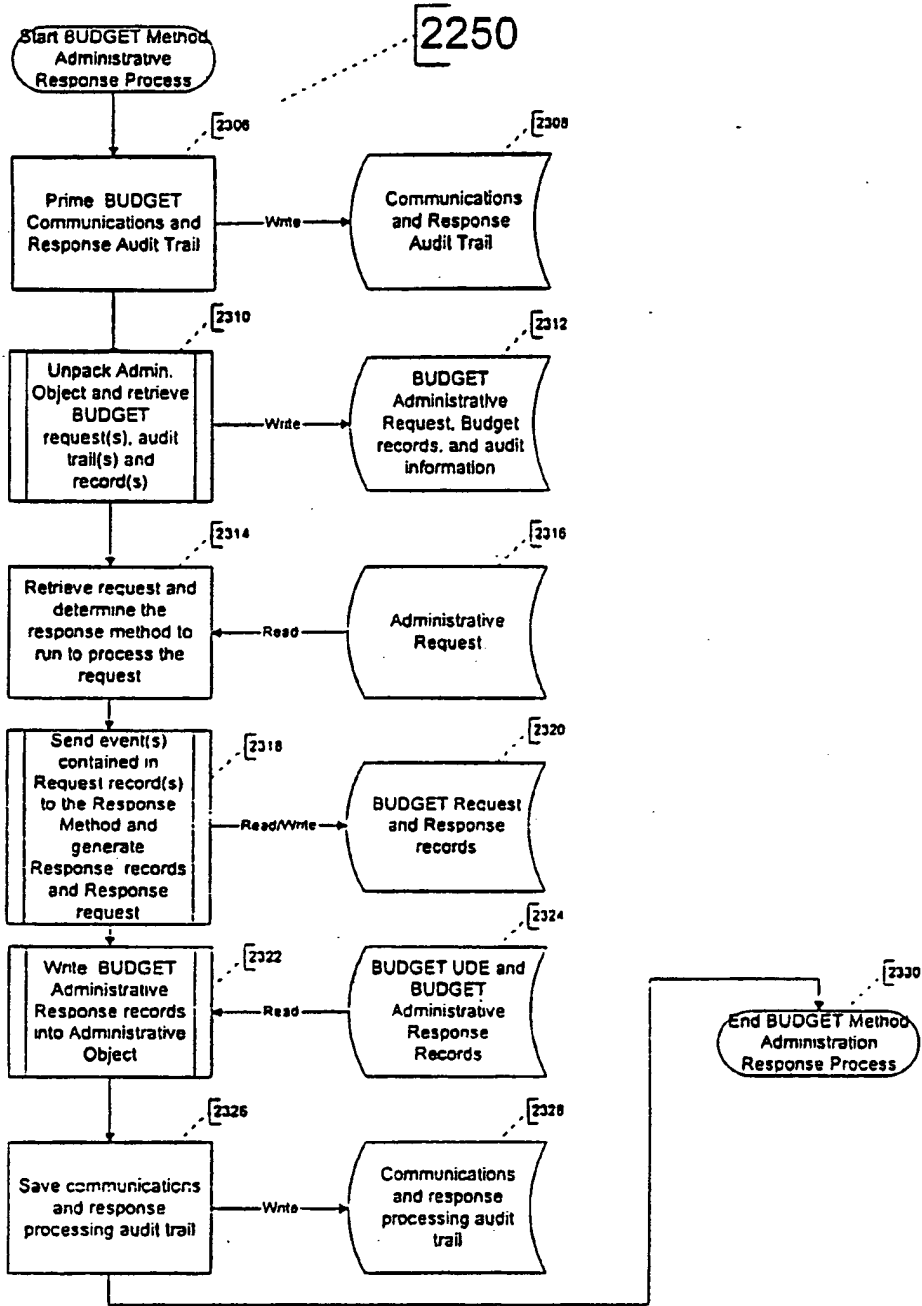 2250
Start BUDGET Method
Administrative
Response Process
2306
2308
Prime BUDGET
Communications and
Response Audit Trail
Write
Communications
and Response
Audit Trail
2310
2312
Unpack Admin.
Object and retrieve
BUDGET
request(s), audit
trail(s) and
record(s)
Write
BUDGET
Administrative
Request, Budget
records, and audit
information
2314
2316
Retrieve request and
determine the
response method to
run to process the
request
Read
Administrative
Request
2318
2320
Send event(s)
contained in
Request record(s)
to the Response
Method and
generate
Response records
and Response
request
Read/Write
BUDGET Request
and Response
records
2322
2324
Write BUDGET
Administrative
Response records
into Administrative
Object
Read
BUDGET UDE and
BUDGET
Administrative
Response
Records
2330
End BUDGET Method
Administration
Response Process
2326
2328
Save communications
and response
processing audit trail
Write
Communications
and response
processing audit
trail